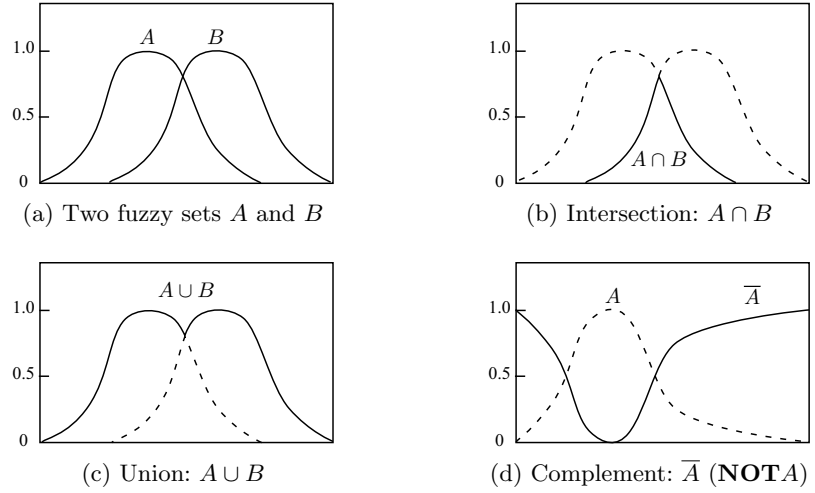 A B
1.0
0.5
0
(a) Two fuzzy sets A and B
1.0
0.5
A ∩ B
0
(b) Intersection: A ∩ B
A ∪ B
1.0
0.5
0
(c) Union: A ∪ B
A A̅
1.0
0.5
0
(d) Complement: A̅ (NOTA)